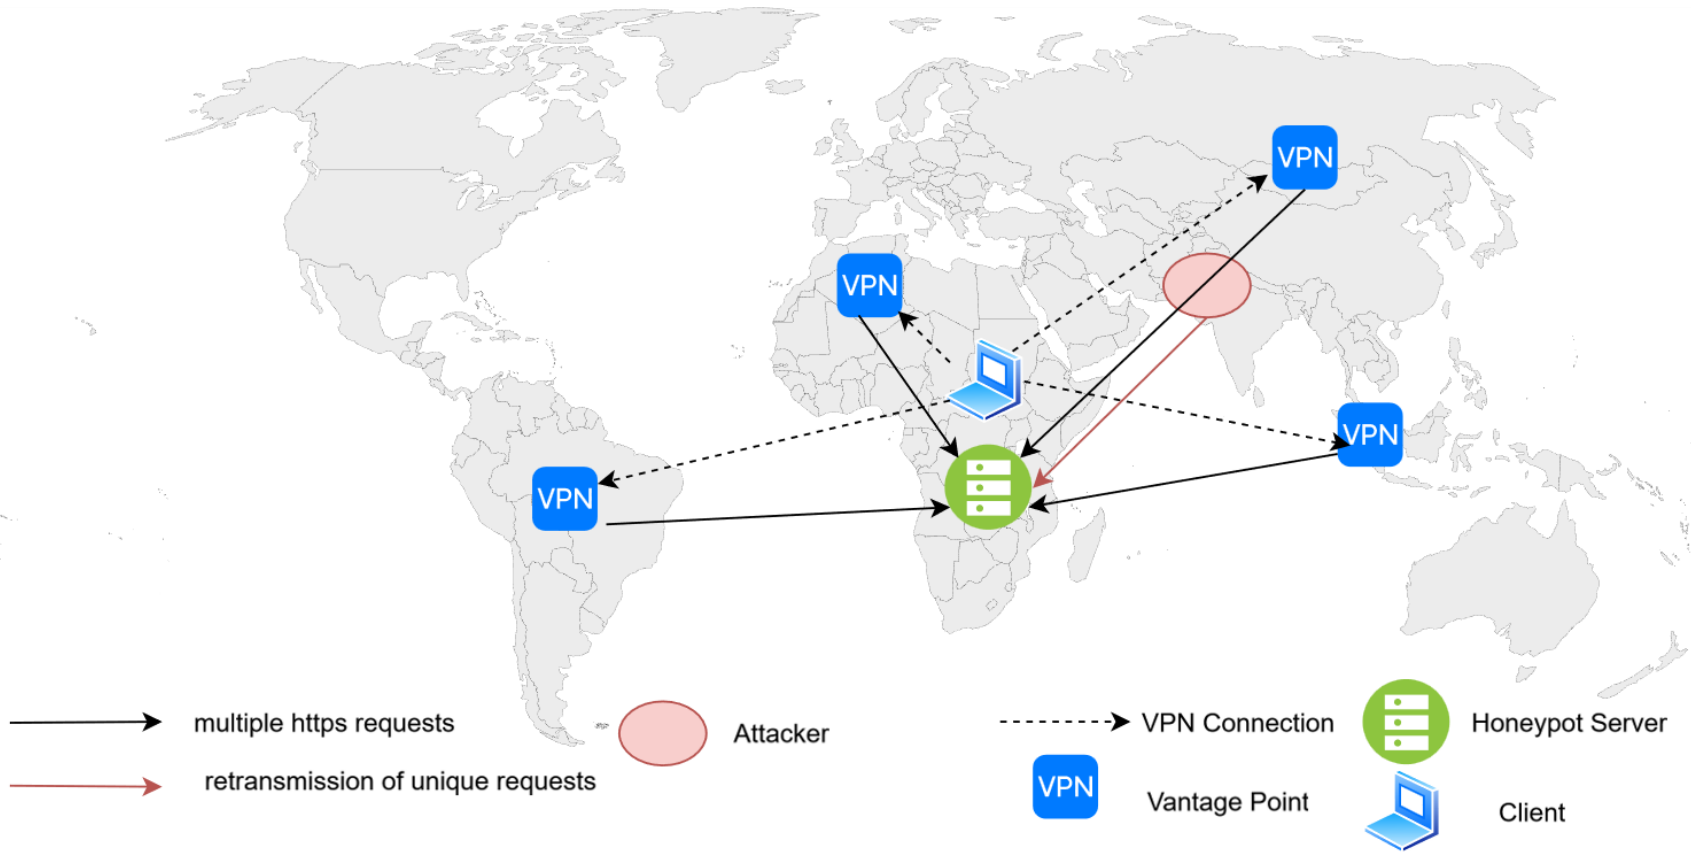 VPN
VPN
VPN
VPN
multiple https requests
Attacker
VPN Connection
Honeypot Server
retransmission of unique requests
VPN
Vantage Point
Client